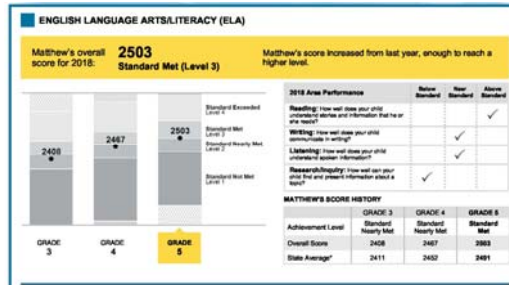 ENGLISH LANGUAGE ARTS/LITERACY (ELA)
Matthew's overall
score for 2018:
2503
Standard Met (Level 3)
Matthew's score increased from last year, enough to reach a
higher level.
2408
2467
2503
Standard Exceeded
Level 4
Standard Met
Level 3
Standard Nearly Met
Level 2
Standard Not Met
Level 1
GRADE
3
GRADE
4
GRADE
5
2018 Area Performance
Below
Standard
Near
Standard
Above
Standard
Reading: How well does your child
understand stories and information that he or
she reads?
Writing: How well does your child
communicate in writing?
Listening: How well does your child
understand spoken information?
Research/Inquiry: How well can your
child find and present information about a
topic?
MATTHEW'S SCORE HISTORY
GRADE 3 GRADE 4 GRADE 5
Achievement Level
Standard
Nearly Met
Standard
Nearly Met
Standard
Met
Overall Score 2408 2467 2503
State Average* 2411 2452 2491